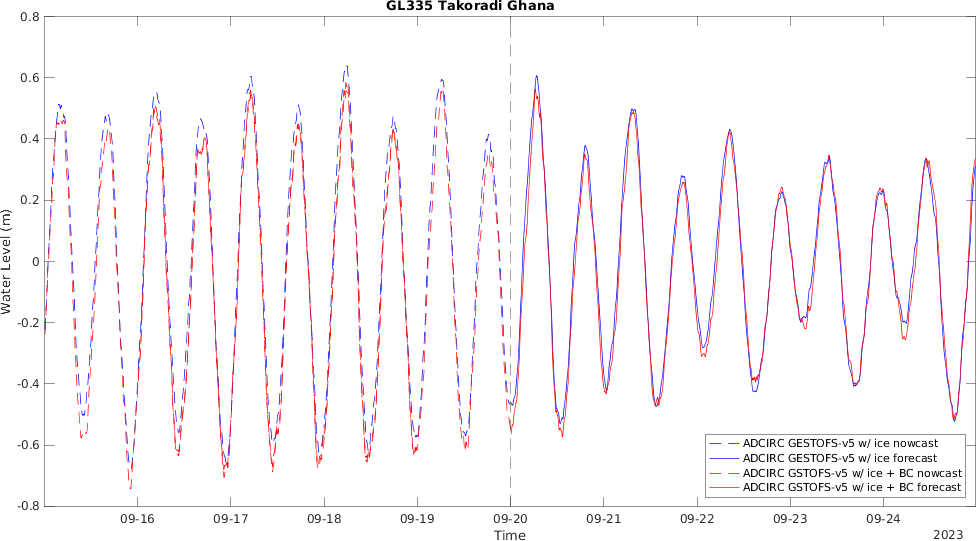 GL335 Takoradi Ghana
0.8
0.6
0.4
0.2
0
-0.2
-0.4
-0.6
-0.8
Water Level (m)
09-16 09-17 09-18 09-19 09-20 09-21 09-22 09-23 09-24
Time
2023
ADCIRC GESTOFS-v5 w/ ice nowcast
ADCIRC GESTOFS-v5 w/ ice forecast
ADCIRC GSTOFS-v5 w/ ice + BC nowcast
ADCIRC GSTOFS-v5 w/ ice + BC forecast